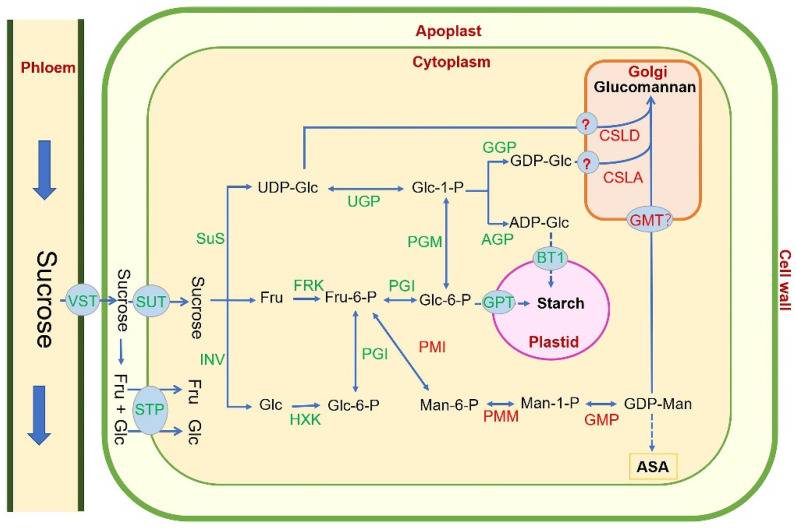 Apoplast
Phloem
Cytoplasm
Golgi
Glucomannan
?
CSLD
GGP
GDP-Glc
?
CSLA
UDP-Glc
UGP
Glc-1-P
GMT?
ADP-Glc
AGP
SuS
PGM
BT1
Cell wall
Sucrose
VST
Sucrose
SUT
Sucrose
Fru
FRK
Fru-6-P
PGI
Glc-6-P
GPT
Starch
Plastid
INV
PGI
PMI
Fru + Glc
STP
Fru
Glc
Glc
HXK
Glc-6-P
Man-6-P
PMM
Man-1-P
GMP
GDP-Man
ASA